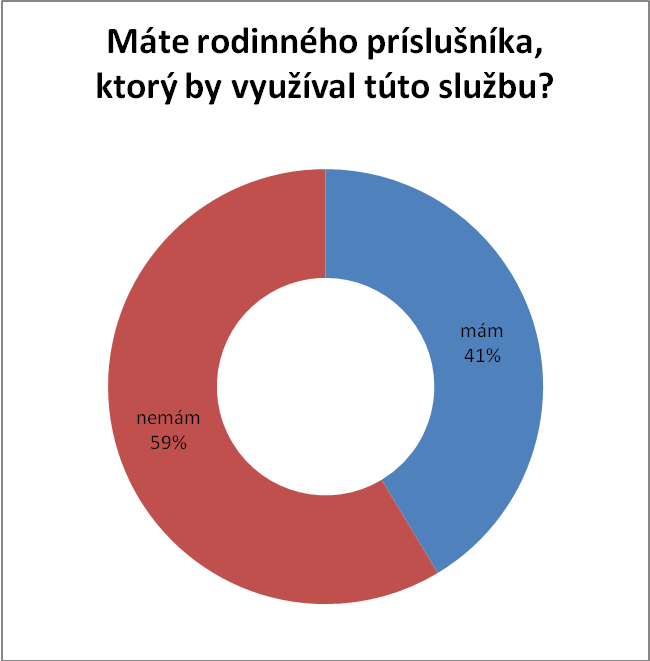 Máte rodinného príslušníka,
ktorý by využíval túto službu?
mám
41%
nemám
59%